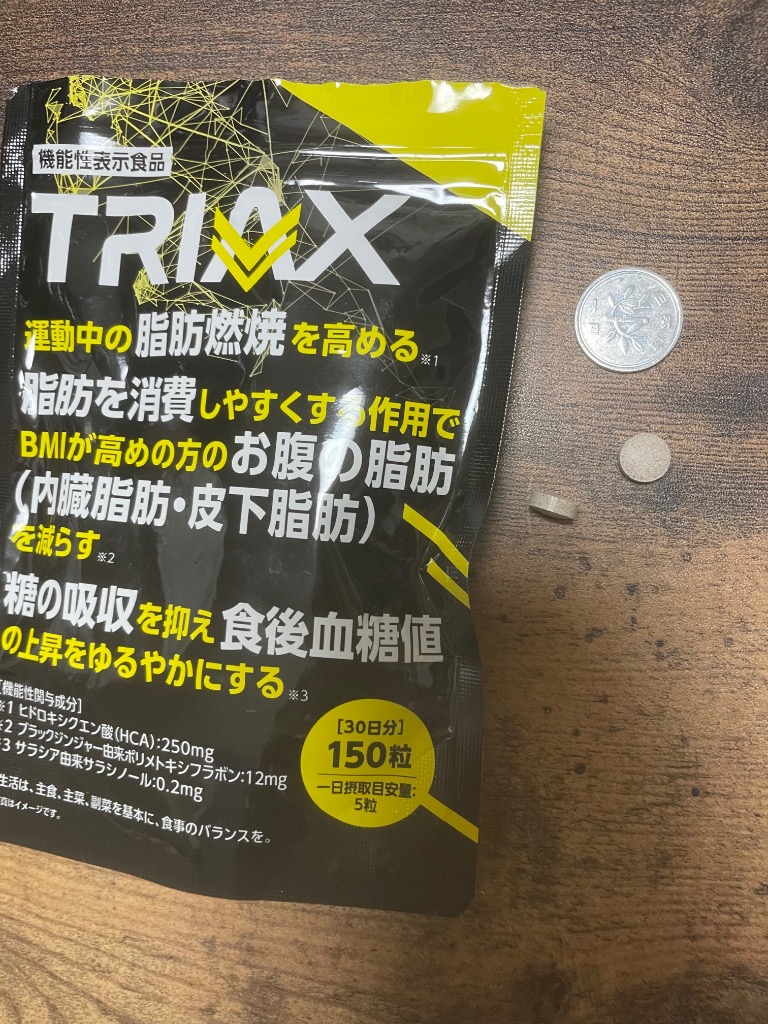 機能性表示食品
TRIAX
運動中の脂肪燃焼を高める※1
脂肪を消費しやすくする作用で
BMIが高めの方のお腹の脂肪
(内臓脂肪・皮下脂肪)
を減らす※2
糖の吸収を抑え食後血糖値
の上昇をゆるやかにする※3
[機能性関与成分]
※1 ヒドロキシクエン酸(HCA):250mg
※2 ブラックジンジャー由来ポリメトキシフラボン:12mg
※3 サラシア由来サラシノール:0.2mg
生活は、主食、主菜、副菜を基本に、食事のバランスを。
はイメージです。
[30日分]
150粒
一日摂取目安量:
5粒